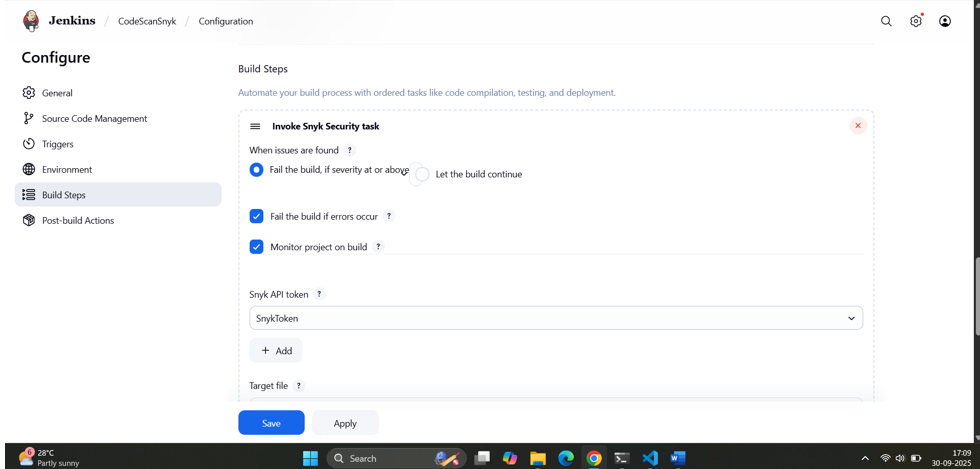 Jenkins / CodeScanSnyk / Configuration
Configure
General
Source Code Management
Triggers
Environment
Build Steps
Post-build Actions
Build Steps
Automate your build process with ordered tasks like code compilation, testing, and deployment.
Invoke Snyk Security task
When issues are found ?
Fail the build, if severity at or above
Let the build continue
Fail the build if errors occur ?
Monitor project on build ?
Snyk API token ?
SnykToken
+ Add
Target file ?
Save Apply
6
28°C
Partly sunny
Search
17:09
30-09-2025